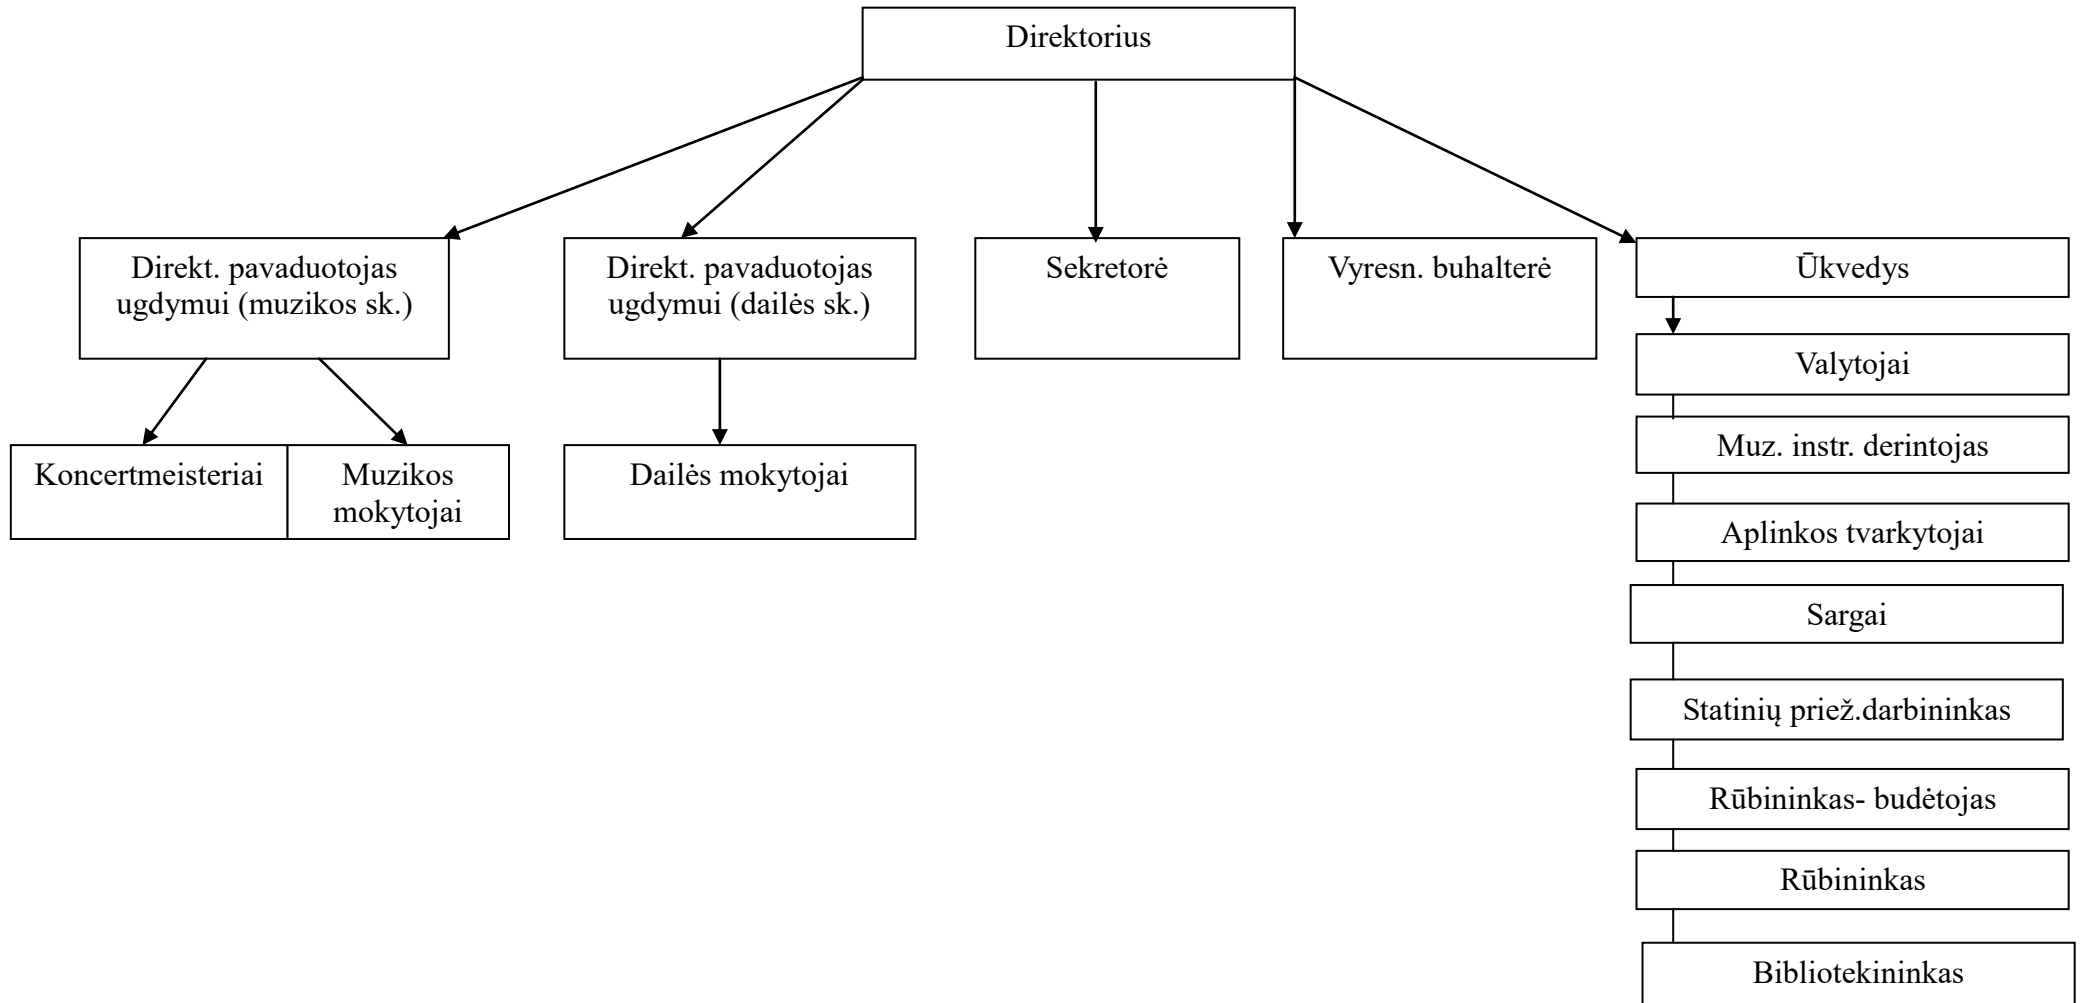 Direktorius
Direkt. pavaduotojas
ugdymui (muzikos sk.)
Direkt. pavaduotojas
ugdymui (dailės sk.)
Sekretorė
Vyresn. buhalterė
Ūkvedys
Valytojai
Muz. instr. derintojas
Koncertmeisteriai
Muzikos
mokytojai
Dailės mokytojai
Aplinkos tvarkytojai
Sargai
Statinių priež.darbininkas
Rūbininkas- budėtojas
Rūbininkas
Bibliotekininkas